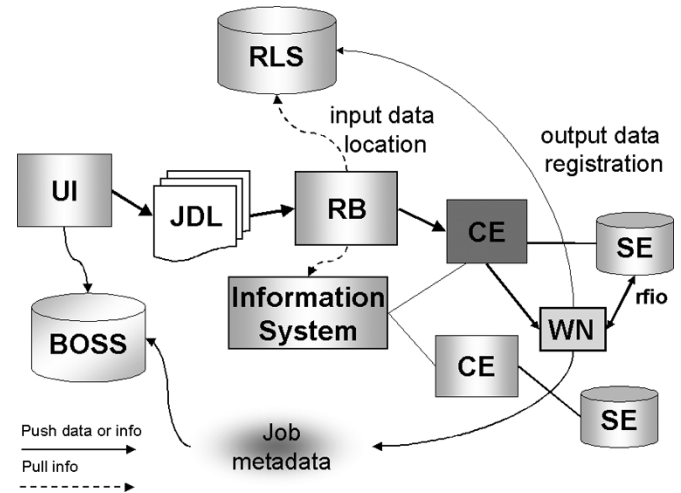 RLS
input data
location
output data
registration
UI
JDL
RB
CE
SE
rfio
Information
System
WN
BOSS
CE
SE
Job
metadata
Push data or info
Pull info